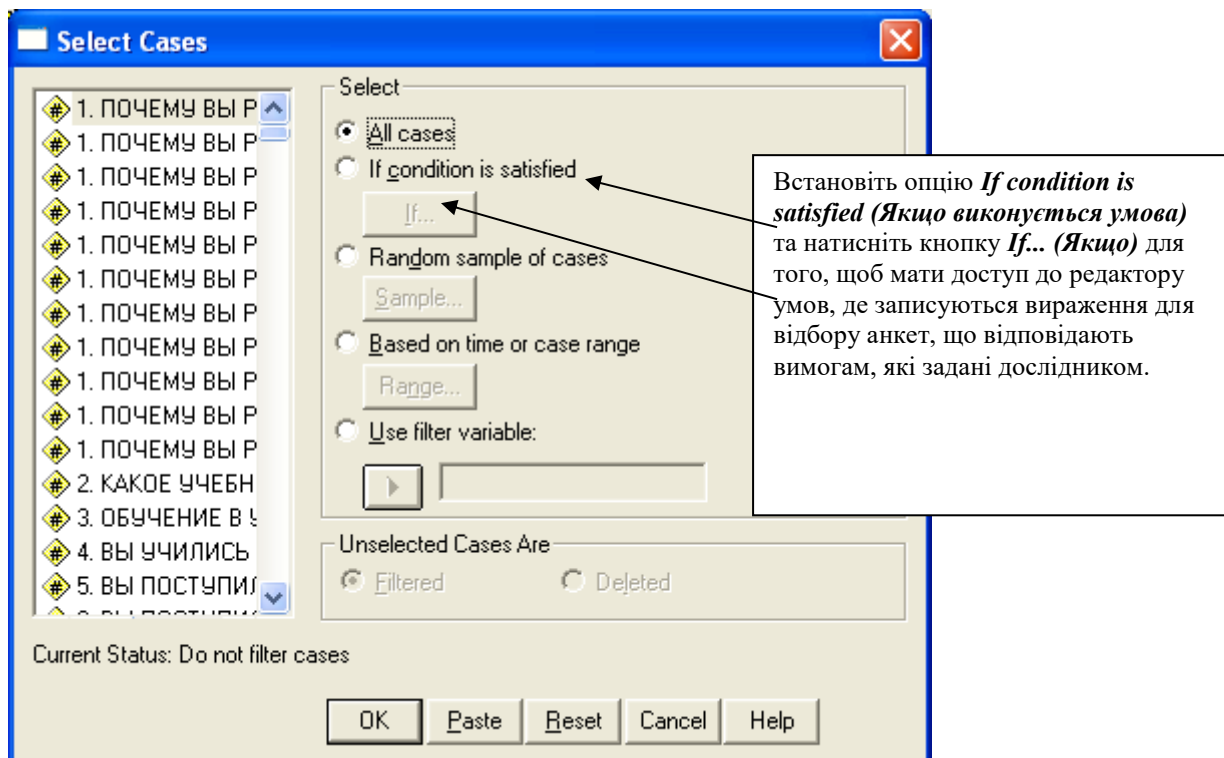 Select Cases
1. ПОЧЕМУ ВЫ Р
1. ПОЧЕМУ ВЫ Р
1. ПОЧЕМУ ВЫ Р
1. ПОЧЕМУ ВЫ Р
1. ПОЧЕМУ ВЫ Р
1. ПОЧЕМУ ВЫ Р
1. ПОЧЕМУ ВЫ Р
1. ПОЧЕМУ ВЫ Р
1. ПОЧЕМУ ВЫ Р
1. ПОЧЕМУ ВЫ Р
1. ПОЧЕМУ ВЫ Р
2. КАКОЕ УЧЕБН
3. ОБУЧЕНИЕ В У
4. ВЫ УЧИЛИСЬ
5. ВЫ ПОСТУПИЛ
Select
All cases
If condition is satisfied
If...
Random sample of cases
Sample...
Based on time or case range
Range...
Use filter variable:
Unselected Cases Are
Filtered Deleted
Current Status: Do not filter cases
OK Paste Reset Cancel Help
Встановіть опцію If condition is
satisfied (Якщо виконується умова)
та натисніть кнопку If... (Якщо) для
того, щоб мати доступ до редактору
умов, де записуються вираження для
відбору анкет, що відповідають
вимогам, які задані дослідником.